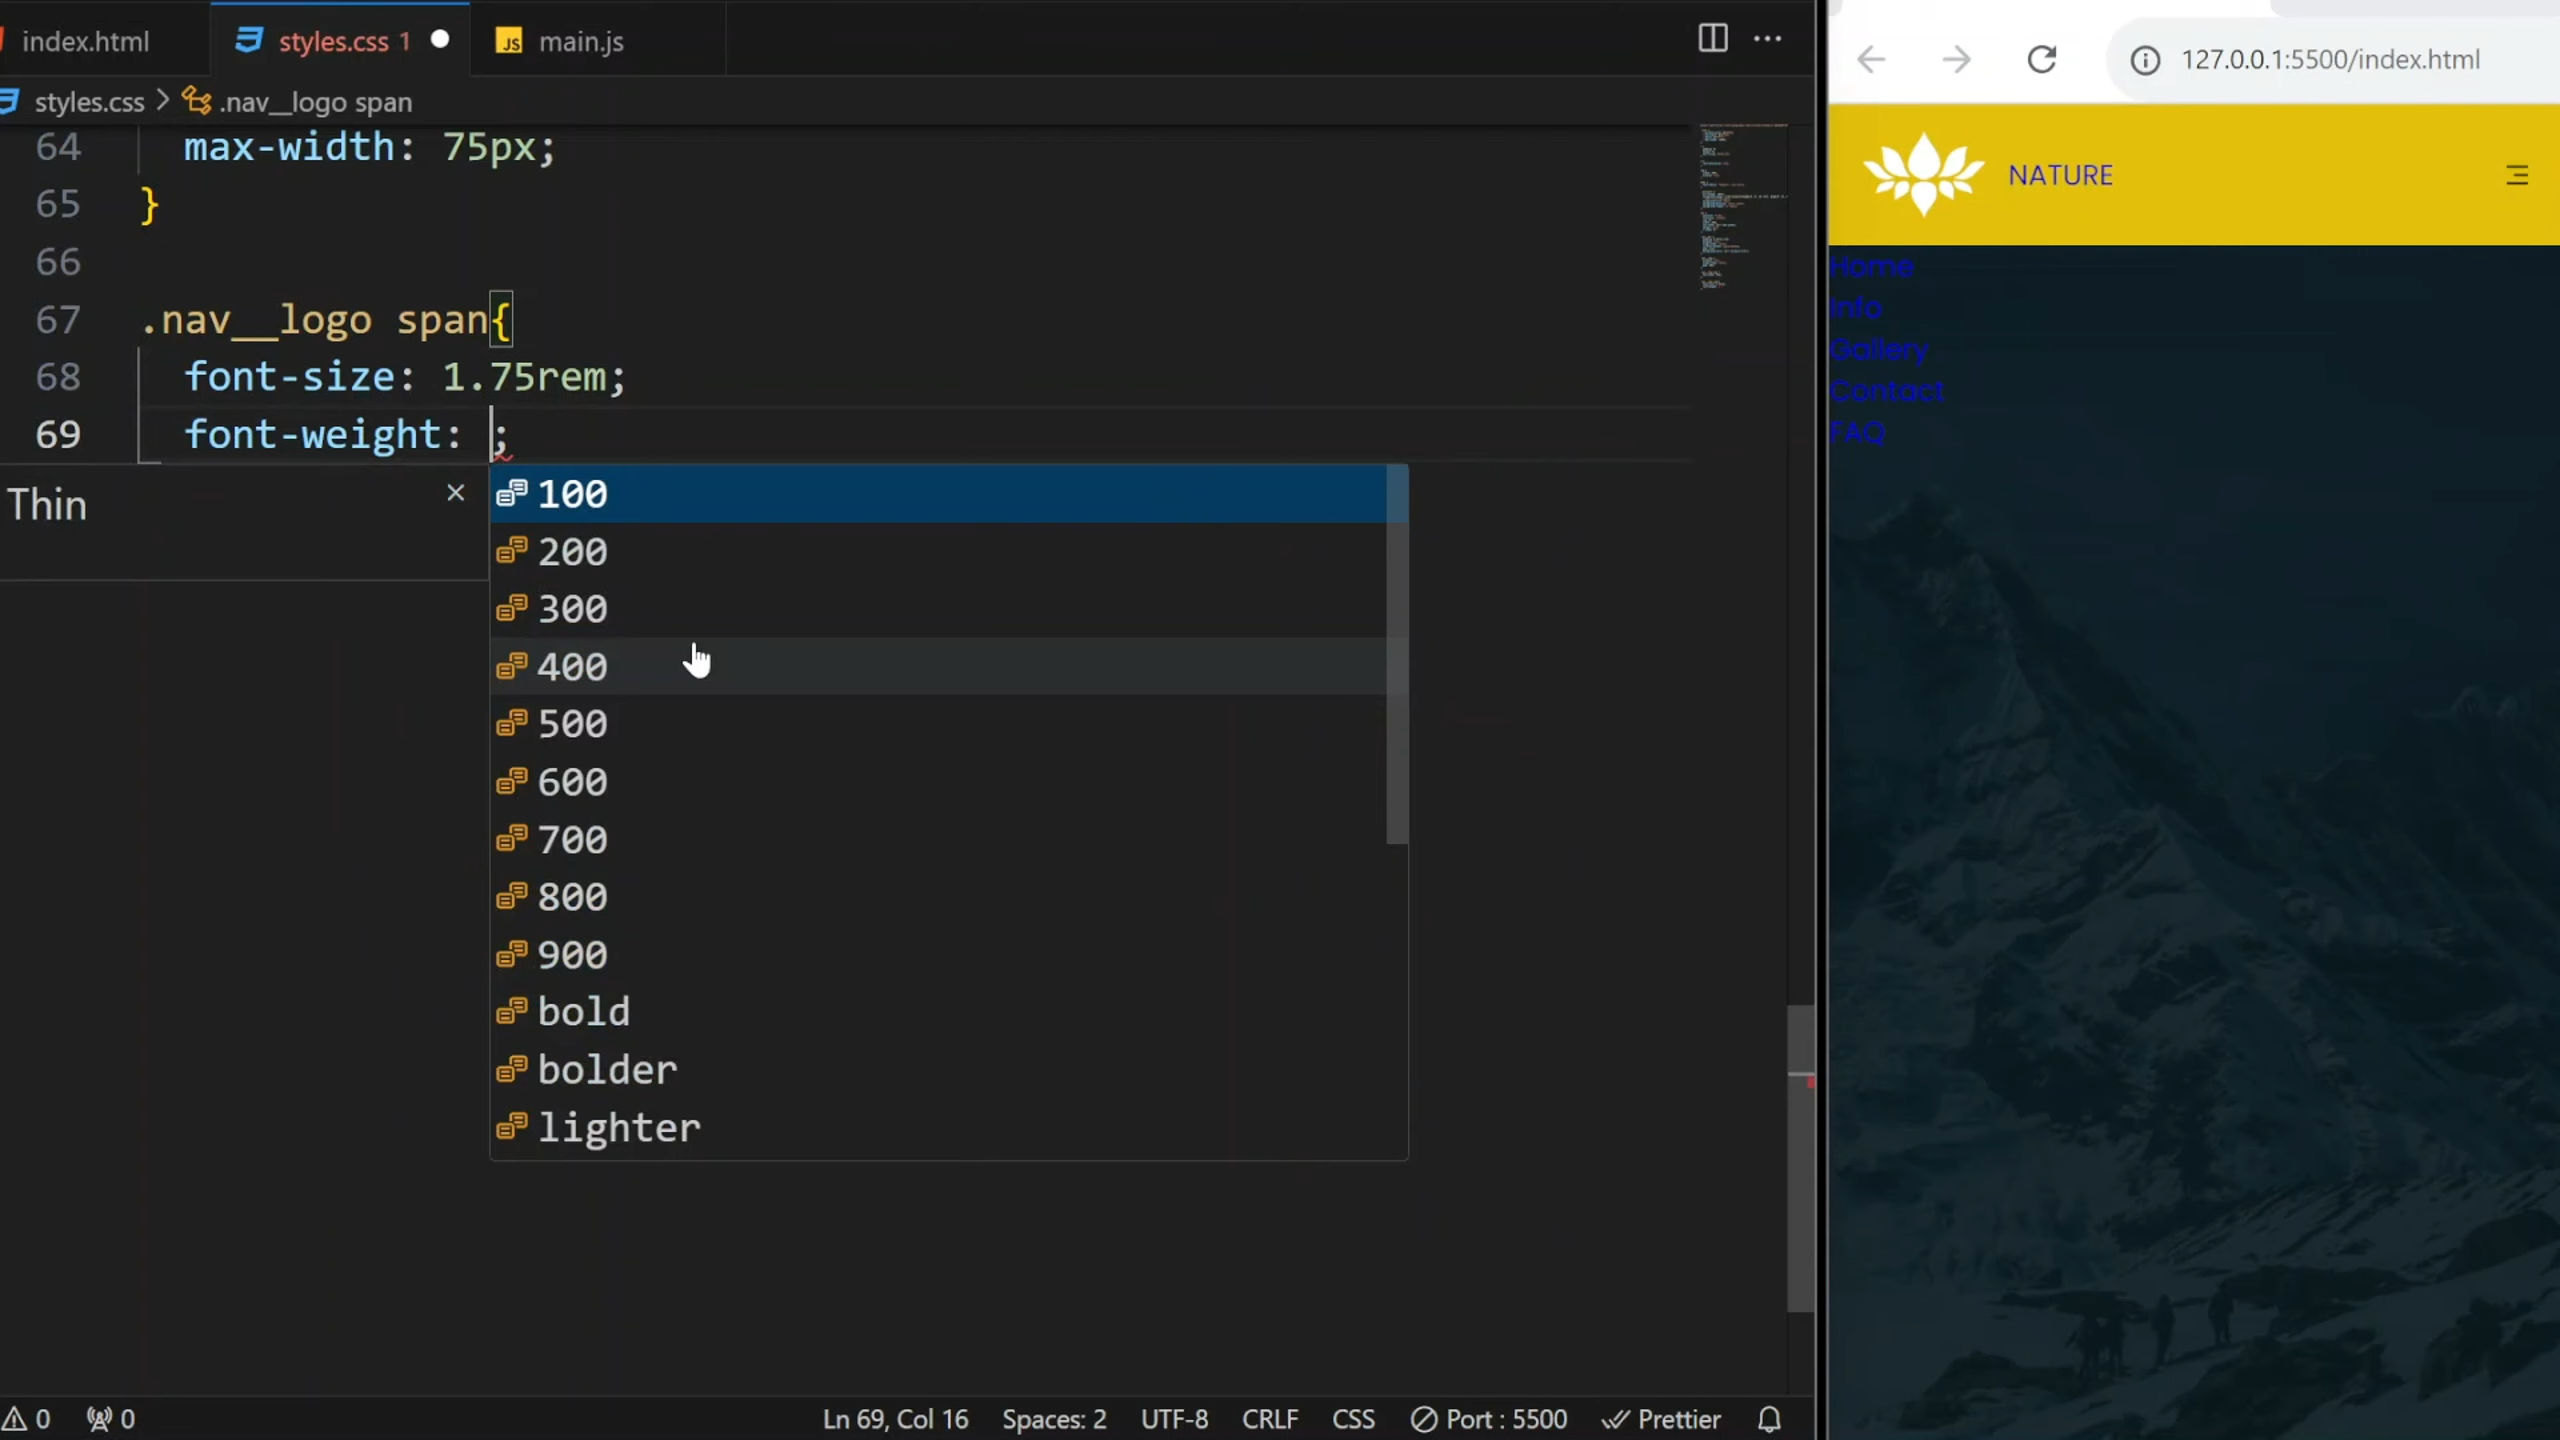 index.html
styles.css 1
JS main.js
styles.css > .nav__logo span
64 max-width: 75px;
65 }
66
67 .nav__logo span{
68 font-size: 1.75rem;
69 font-weight: ;
Thin
100
200
300
400
500
600
700
800
900
bold
bolder
lighter
0 0
Ln 69, Col 16 Spaces: 2 UTF-8 CRLF CSS Port : 5500 Prettier
127.0.0.1:5500/index.html
NATURE
Home
Info
Gallery
Contact
FAQ